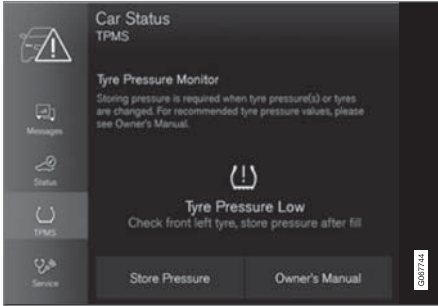 Car Status
TPMS
Tyre Pressure Monitor
Storing pressure is required when tyre pressure(s) or tyres
are changed. For recommended tyre pressure values, please
see Owner's Manual.
Messages
Status
TPMS
Service
(!)
Tyre Pressure Low
Check front left tyre, store pressure after fill
Store Pressure
Owner's Manual
G067744